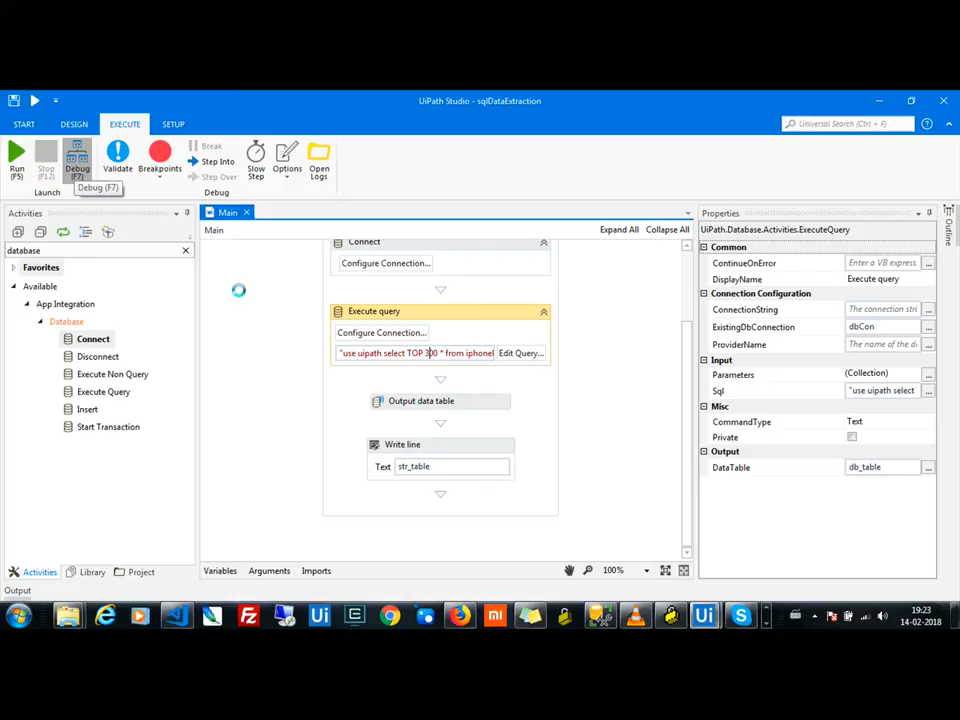 UiPath Studio - sqlDataExtraction
START DESIGN EXECUTE SETUP
Universal Search (Ctrl + F)
Run (F5)
Stop (F12)
Debug (F7)
Validate
Breakpoints
Break
Step Into
Step Over
Slow Step
Options
Open Logs
Launch
Debug
Debug (F7)
Activities
database
Favorites
Available
App Integration
Database
Connect
Disconnect
Execute Non Query
Execute Query
Insert
Start Transaction
Activities Library Project
Output
Main
Main
Expand All Collapse All
Connect
Configure Connection...
Execute query
Configure Connection...
"use uipath select TOP 300 * from iphonel Edit Query...
Output data table
Write line
Text str_table
Variables Arguments Imports
100%
Properties
UiPath.Database.Activities.ExecuteQuery
Common
ContinueOnError Enter a VB express ...
DisplayName Execute query
Connection Configuration
ConnectionString The connection stri ...
ExistingDbConnection dbCon ...
ProviderName The name of the d ...
Input
Parameters (Collection) ...
Sql "use uipath select ...
Misc
CommandType Text
Private
Output
DataTable db_table ...
Outline
19:23
14-02-2018